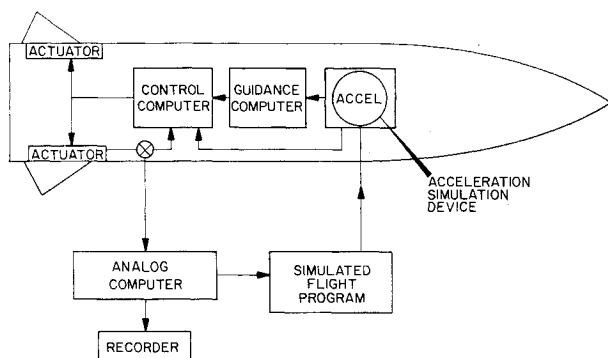 ACTUATOR
CONTROL
COMPUTER
GUIDANCE
COMPUTER
ACCEL
ACTUATOR
ACCELERATION
SIMULATION
DEVICE
ANALOG
COMPUTER
SIMULATED
FLIGHT
PROGRAM
RECORDER